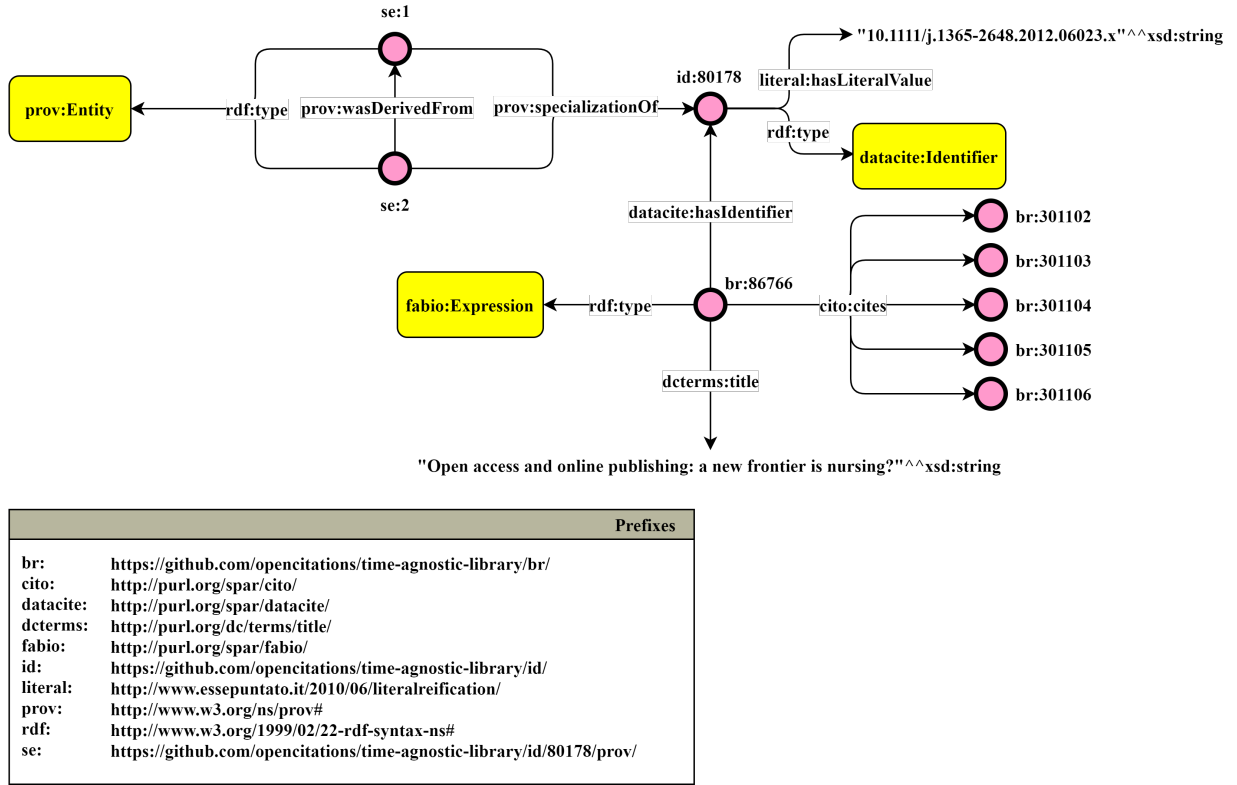 se:1
"10.1111/j.1365-2648.2012.06023.x"^^xsd:string
id:80178
literal:hasLiteralValue
prov:Entity
rdf:type
prov:wasDerivedFrom
prov:specializationOf
rdf:type
datacite:Identifier
se:2
datacite:hasIdentifier
br:301102
br:301103
br:86766
fabio:Expression
rdf:type
cito:cites
br:301104
br:301105
dcterms:title
br:301106
"Open access and online publishing: a new frontier is nursing?"^^xsd:string
Prefixes
br: https://github.com/opencitations/time-agnostic-library/br/
cito: http://purl.org/spar/cito/
datacite: http://purl.org/spar/datacite/
dcterms: http://purl.org/dc/terms/title/
fabio: http://purl.org/spar/fabio/
id: https://github.com/opencitations/time-agnostic-library/id/
literal: http://www.essepuntato.it/2010/06/literalreification/
prov: http://www.w3.org/ns/prov#
rdf: http://www.w3.org/1999/02/22-rdf-syntax-ns#
se: https://github.com/opencitations/time-agnostic-library/id/80178/prov/